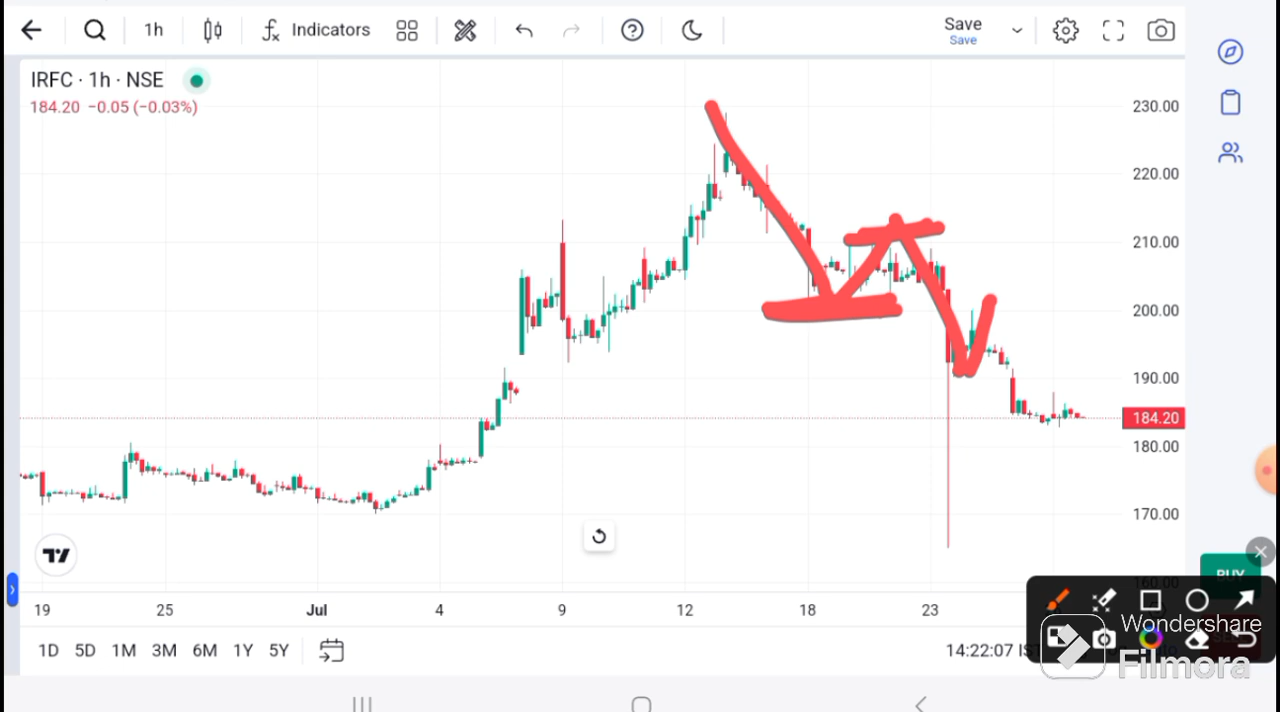 1h
Indicators
Save
Save
IRFC · 1h · NSE
184.20 −0.05 (−0.03%)
230.00
220.00
210.00
200.00
190.00
184.20
180.00
170.00
160.00
BUY
19 25 Jul 4 9 12 18 23
1D 5D 1M 3M 6M 1Y 5Y
14:22:07
Wondershare
Filmora